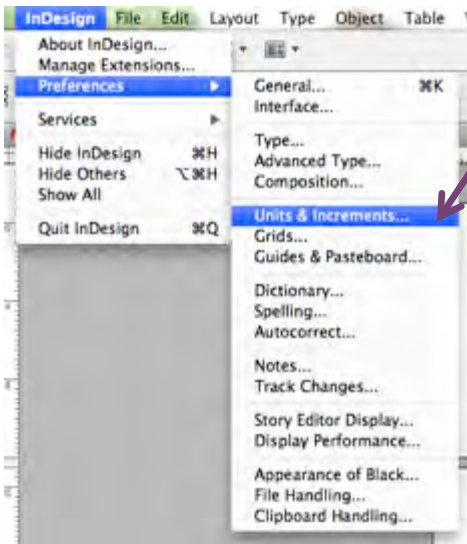 InDesign File Edit Layout Type Object Table
About InDesign...
Manage Extensions...
Preferences
Services
Hide InDesign ⌘H
Hide Others ⌥⌘H
Show All
Quit InDesign ⌘Q
General... ⌘K
Interface...
Type...
Advanced Type...
Composition...
Units & Increments...
Grids...
Guides & Pasteboard...
Dictionary...
Spelling...
Autocorrect...
Notes...
Track Changes...
Story Editor Display...
Display Performance...
Appearance of Black...
File Handling...
Clipboard Handling...